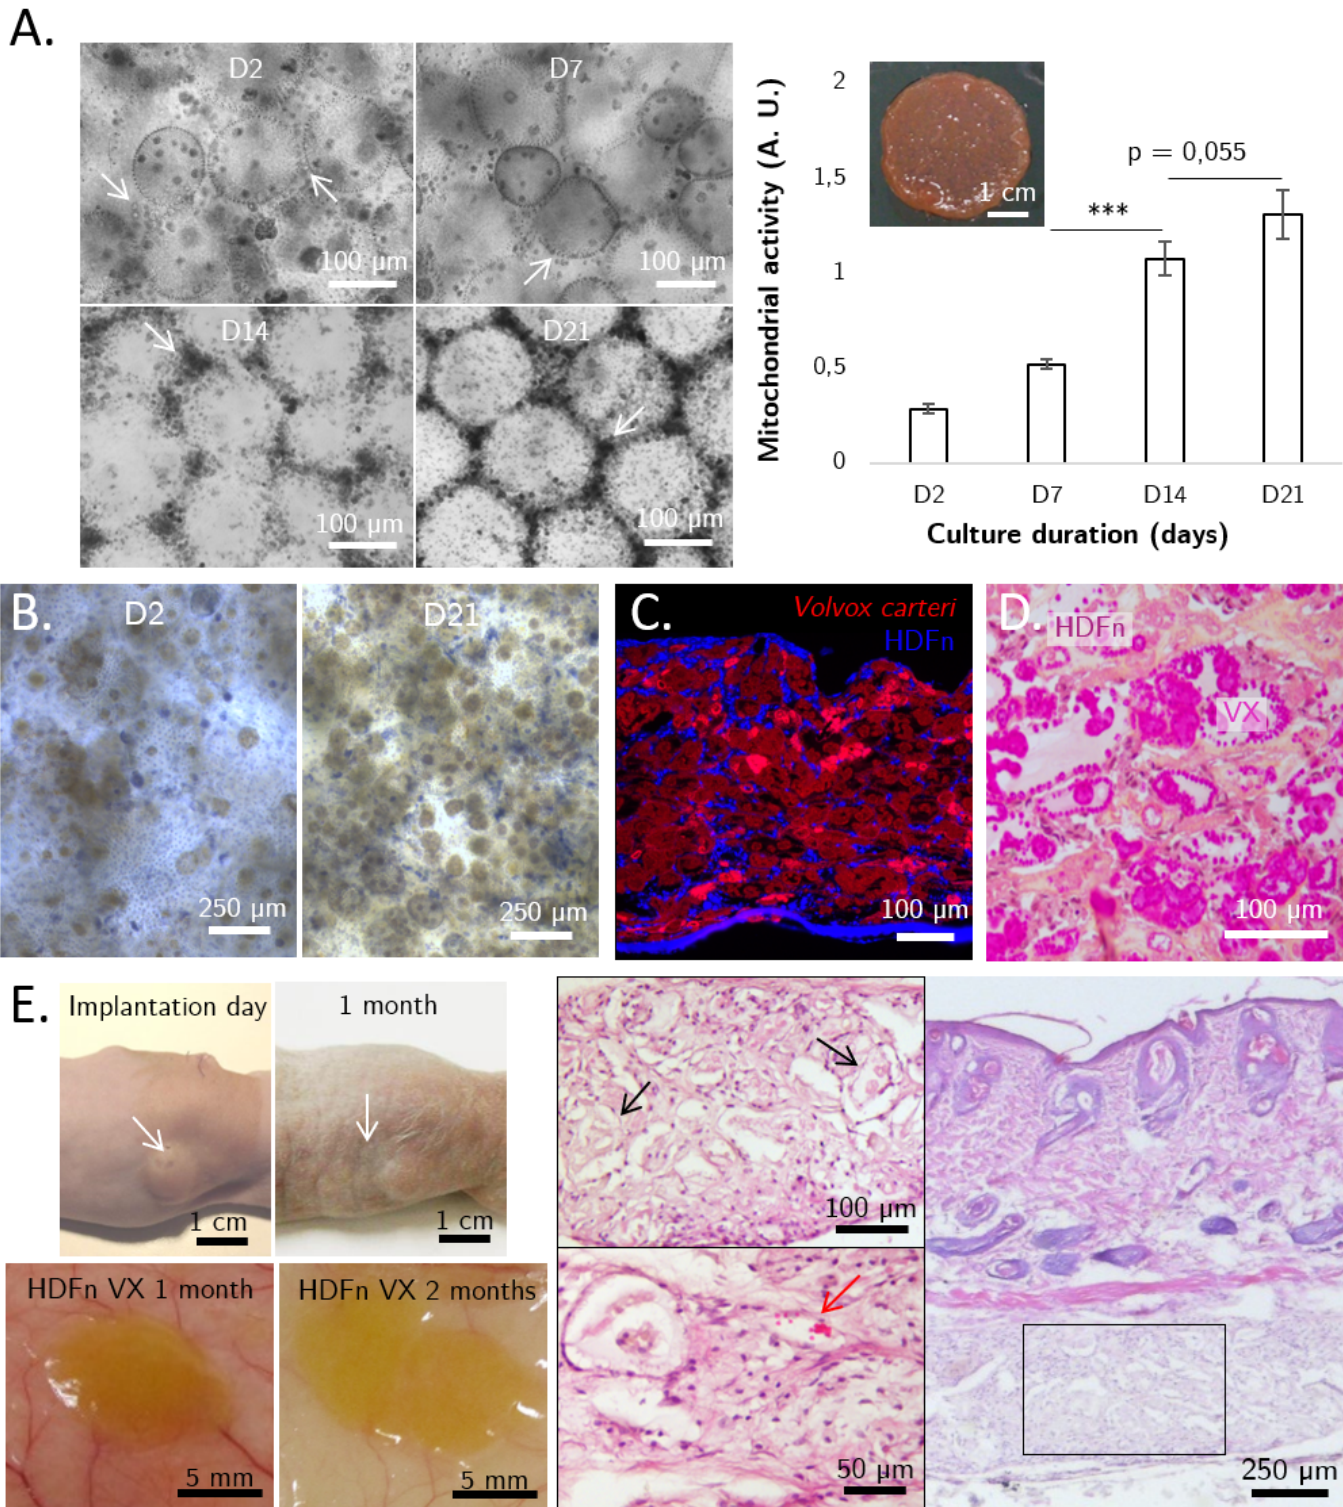 A.
D2
D7
100 µm
100 µm
D14
D21
100 µm
100 µm
Mitochondrial activity (A. U.)
2
1,5
1
0,5
0
1 cm
p = 0,055
***
D2
D7
D14
D21
Culture duration (days)
B.
D2
D21
250 µm
250 µm
C.
Volvox carteri
HDFn
100 µm
D.
HDFn
VX
100 µm
E.
Implantation day
1 month
1 cm
1 cm
HDFn VX 1 month
HDFn VX 2 months
5 mm
5 mm
100 µm
50 µm
250 µm